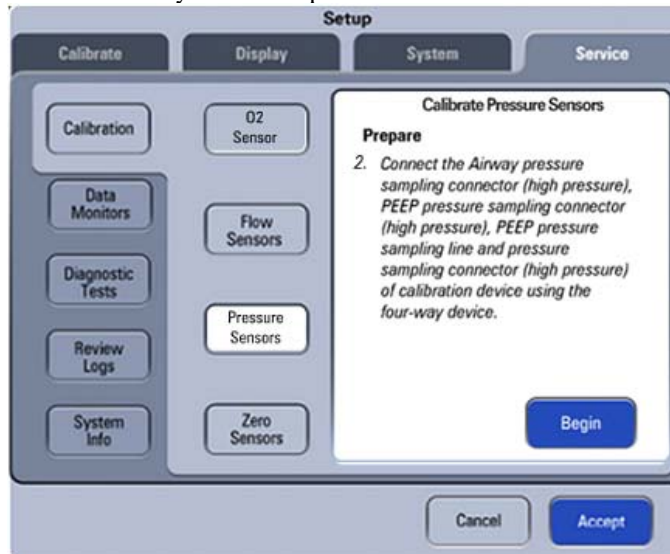 Setup
Calibrate
Display
System
Service
Calibration
Data
Monitors
Diagnostic
Tests
Review
Logs
System
Info
O2
Sensor
Flow
Sensors
Pressure
Sensors
Zero
Sensors
Calibrate Pressure Sensors
Prepare
2. Connect the Airway pressure
sampling connector (high pressure),
PEEP pressure sampling connector
(high pressure), PEEP pressure
sampling line and pressure
sampling connector (high pressure)
of calibration device using the
four-way device.
Begin
Cancel
Accept